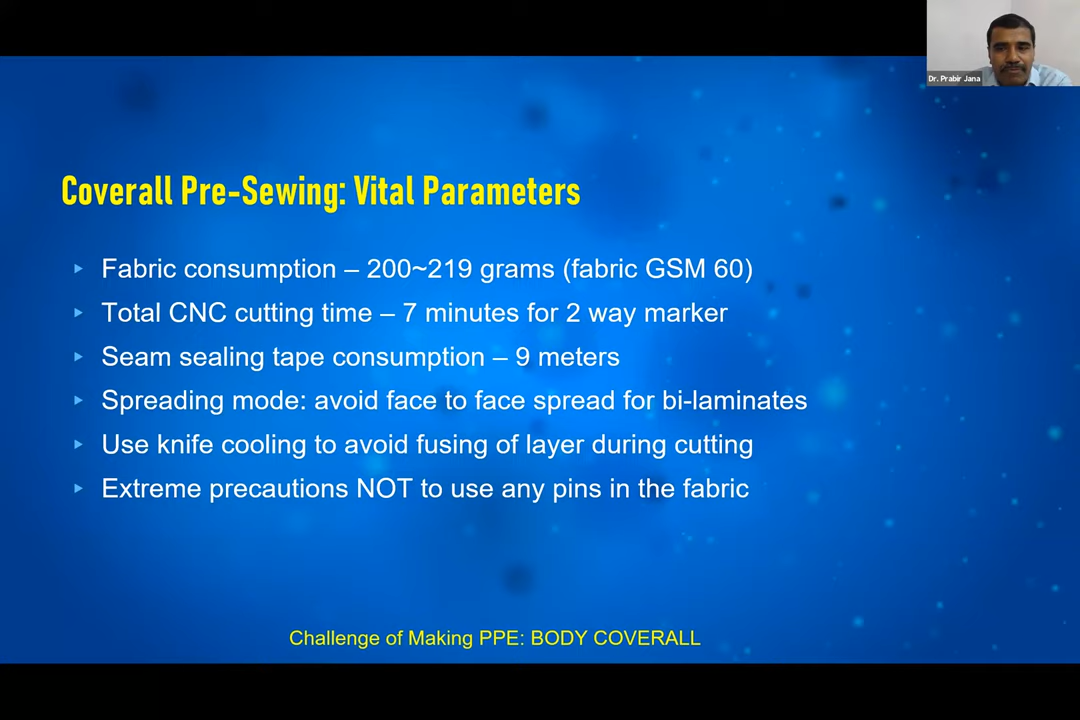 Dr. Prabir Jana
Coverall Pre-Sewing: Vital Parameters
Fabric consumption – 200~219 grams (fabric GSM 60)
Total CNC cutting time – 7 minutes for 2 way marker
Seam sealing tape consumption – 9 meters
Spreading mode: avoid face to face spread for bi-laminates
Use knife cooling to avoid fusing of layer during cutting
Extreme precautions NOT to use any pins in the fabric
Challenge of Making PPE: BODY COVERALL